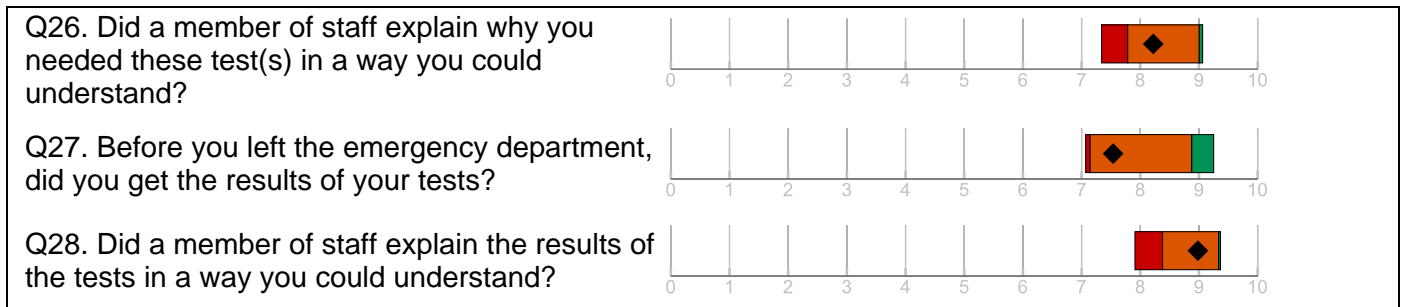 Q26. Did a member of staff explain why you
needed these test(s) in a way you could
understand?
0 1 2 3 4 5 6 7 8 9 10
Q27. Before you left the emergency department,
did you get the results of your tests?
0 1 2 3 4 5 6 7 8 9 10
Q28. Did a member of staff explain the results of
the tests in a way you could understand?
0 1 2 3 4 5 6 7 8 9 10